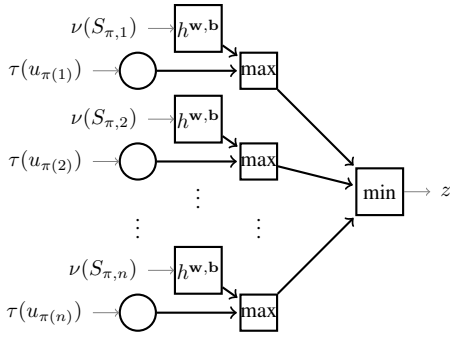 ν(S_{π,1}) h^{w,b}
τ(u_{π(1)}) max
ν(S_{π,2}) h^{w,b}
τ(u_{π(2)}) max
min z
⋮
⋮ ⋮
ν(S_{π,n}) h^{w,b}
τ(u_{π(n)}) max